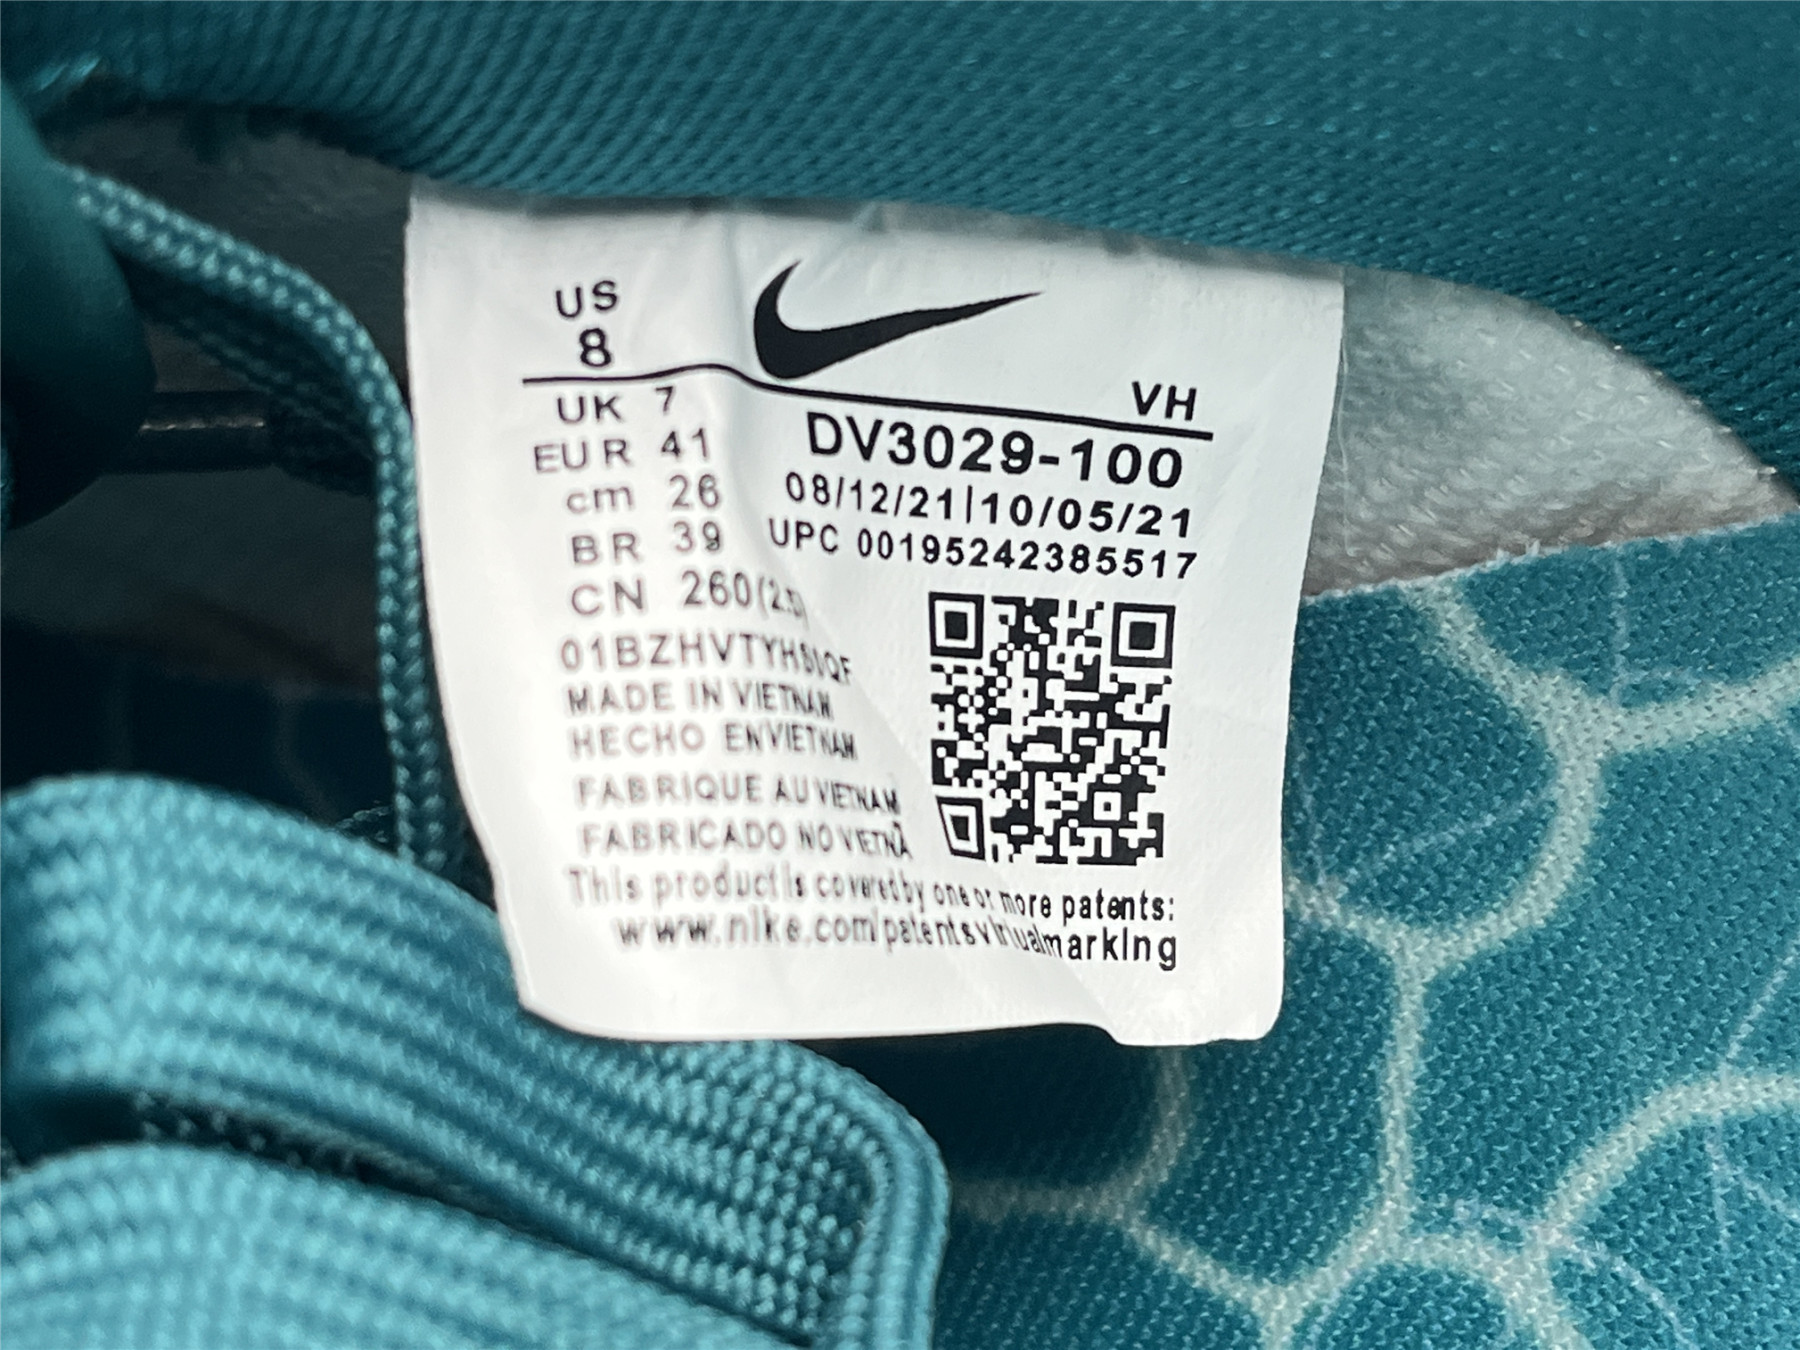 US
8
VH
UK 7
EUR 41
cm 26
BR 39
CN 260(2.5)
DV3029-100
08/12/21|10/05/21
UPC 00195242385517
MADE IN VIETNAM
HECHO EN VIETNAM
FABRIQUE AU VIETNAM
FABRICADO NO VIETNÃ
This product is covered by one or more patents:
www.nike.com/patentsvirtualmarking